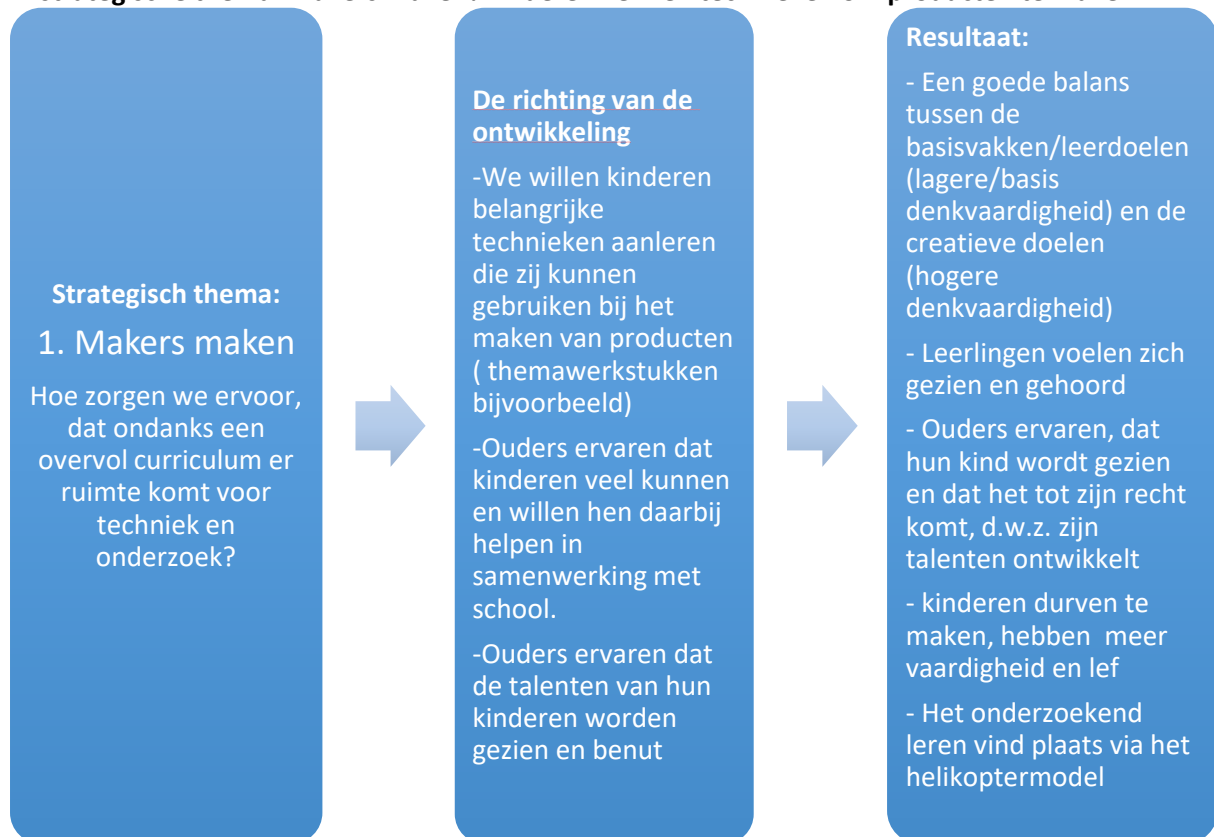 Strategisch thema:
1. Makers maken
Hoe zorgen we ervoor,
dat ondanks een
overvol curriculum er
ruimte komt voor
techniek en
onderzoek?
De richting van de
ontwikkeling
-We willen kinderen
belangrijke
technieken aanleren
die zij kunnen
gebruiken bij het
maken van producten
( themawerkstukken
bijvoorbeeld)
-Ouders ervaren dat
kinderen veel kunnen
en willen hen daarbij
helpen in
samenwerking met
school.
-Ouders ervaren dat
de talenten van hun
kinderen worden
gezien en benut
Resultaat:
- Een goede balans
tussen de
basisvakken/leerdoelen
(lagere/basis
denkvaardigheid) en de
creatieve doelen
(hogere
denkvaardigheid)
- Leerlingen voelen zich
gezien en gehoord
- Ouders ervaren, dat
hun kind wordt gezien
en dat het tot zijn recht
komt, d.w.z. zijn
talenten ontwikkelt
- kinderen durven te
maken, hebben  meer
vaardigheid en lef
- Het onderzoekend
leren vind plaats via het
helikoptermodel